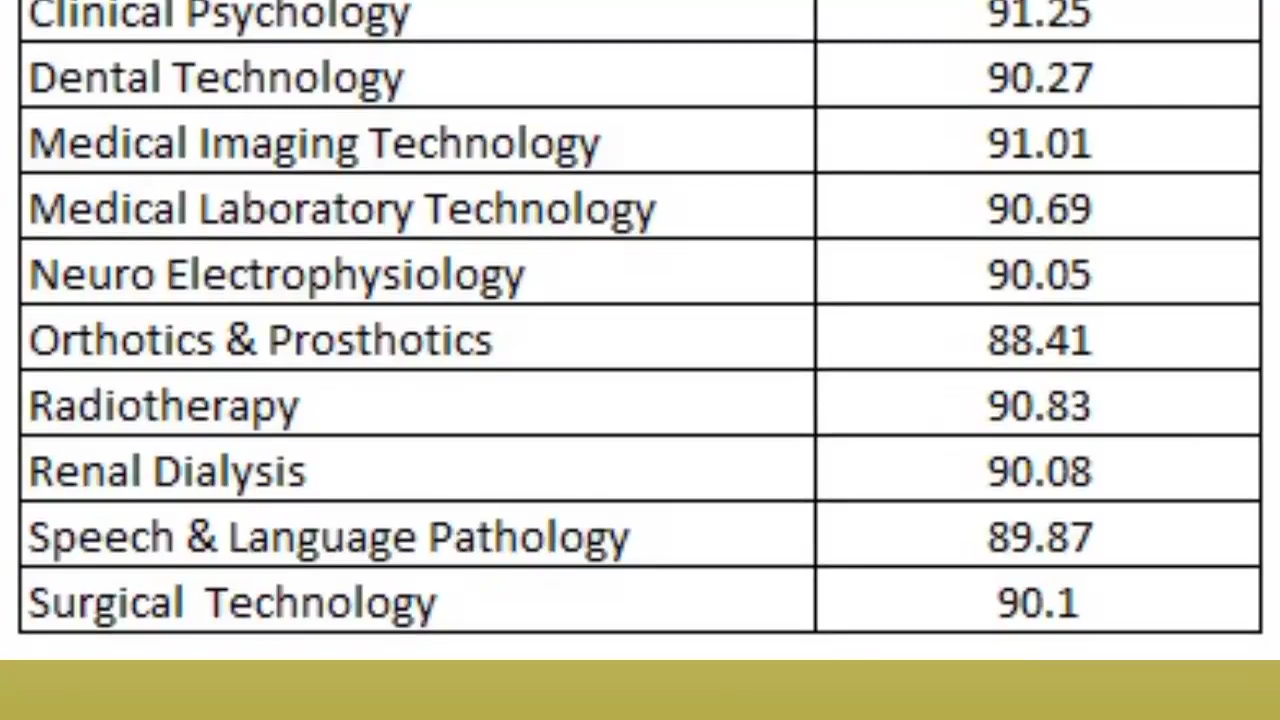 Clinical Psychology 91.25
Dental Technology 90.27
Medical Imaging Technology 91.01
Medical Laboratory Technology 90.69
Neuro Electrophysiology 90.05
Orthotics & Prosthotics 88.41
Radiotherapy 90.83
Renal Dialysis 90.08
Speech & Language Pathology 89.87
Surgical  Technology 90.1